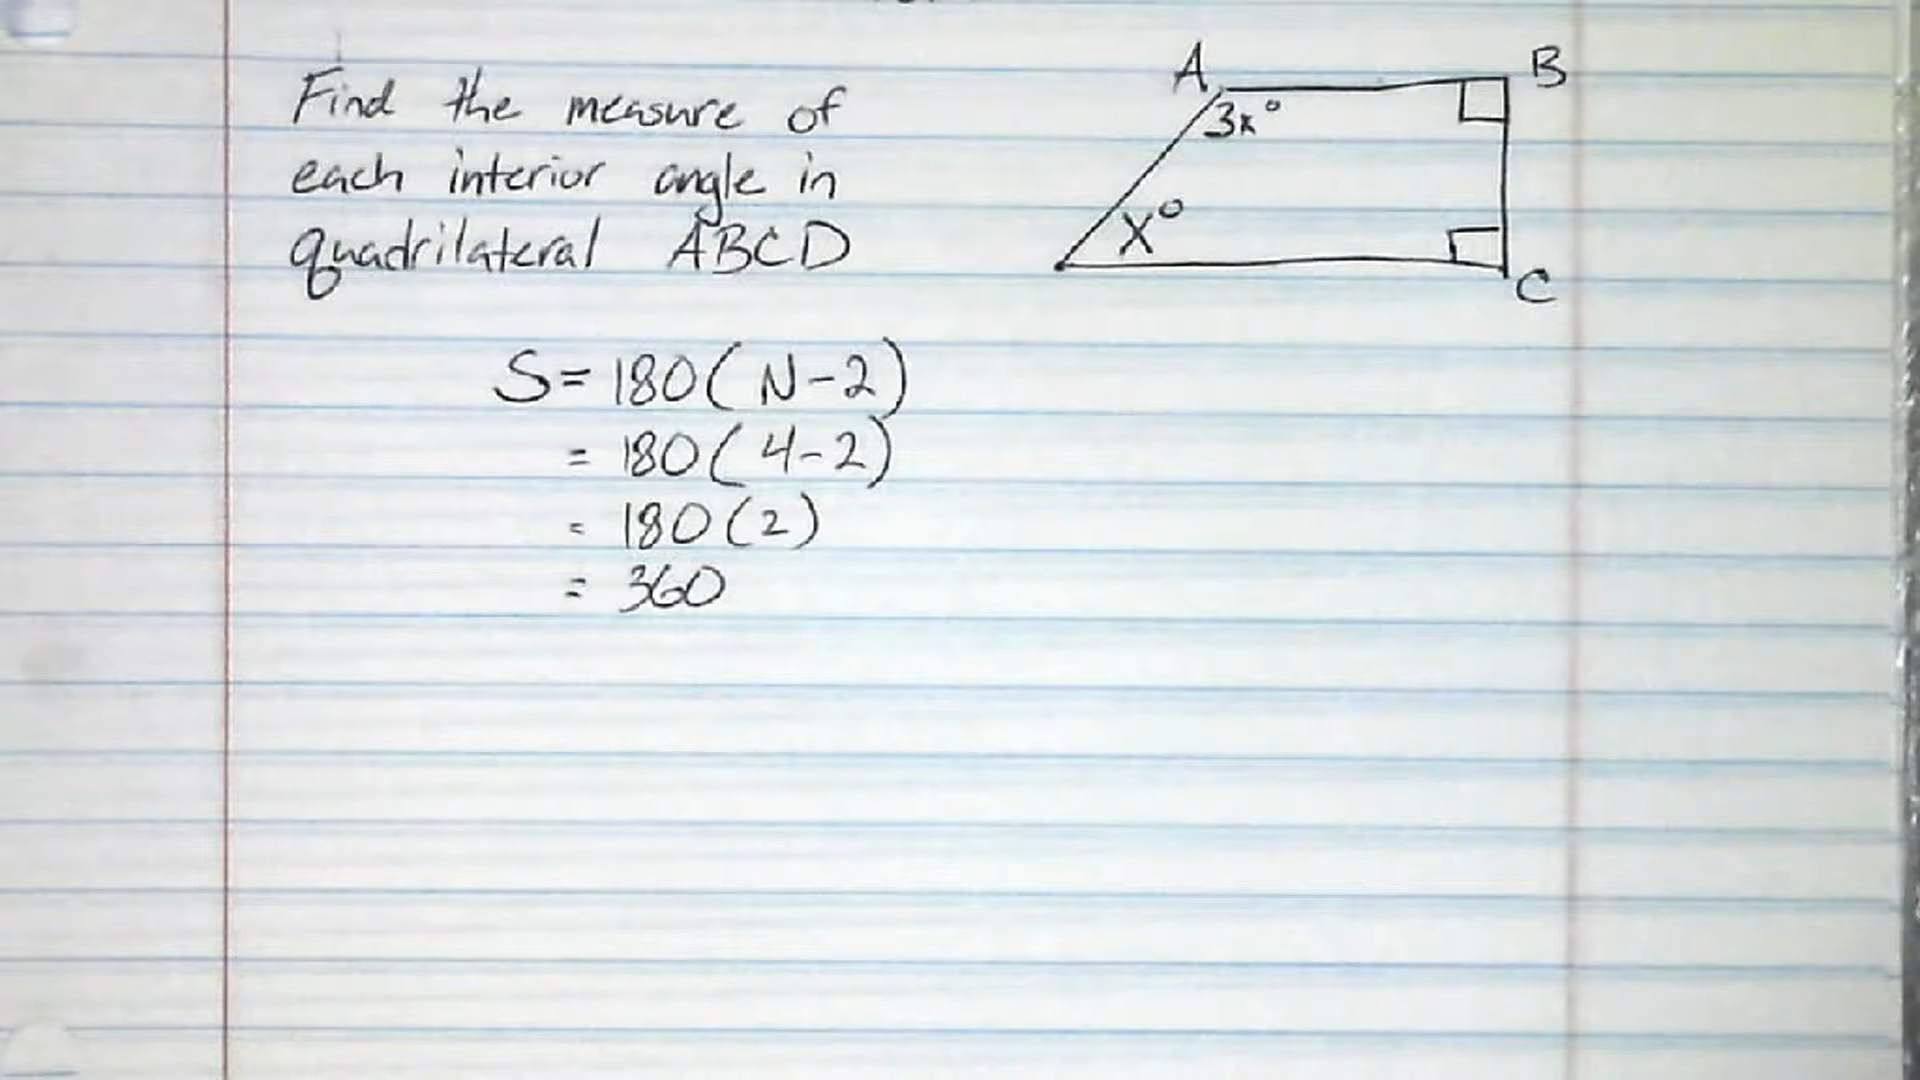 Find the measure of
each interior angle in
quadrilateral ABCD
A
B
3x°
x°
C
S = 180(N-2)
= 180(4-2)
= 180(2)
= 360